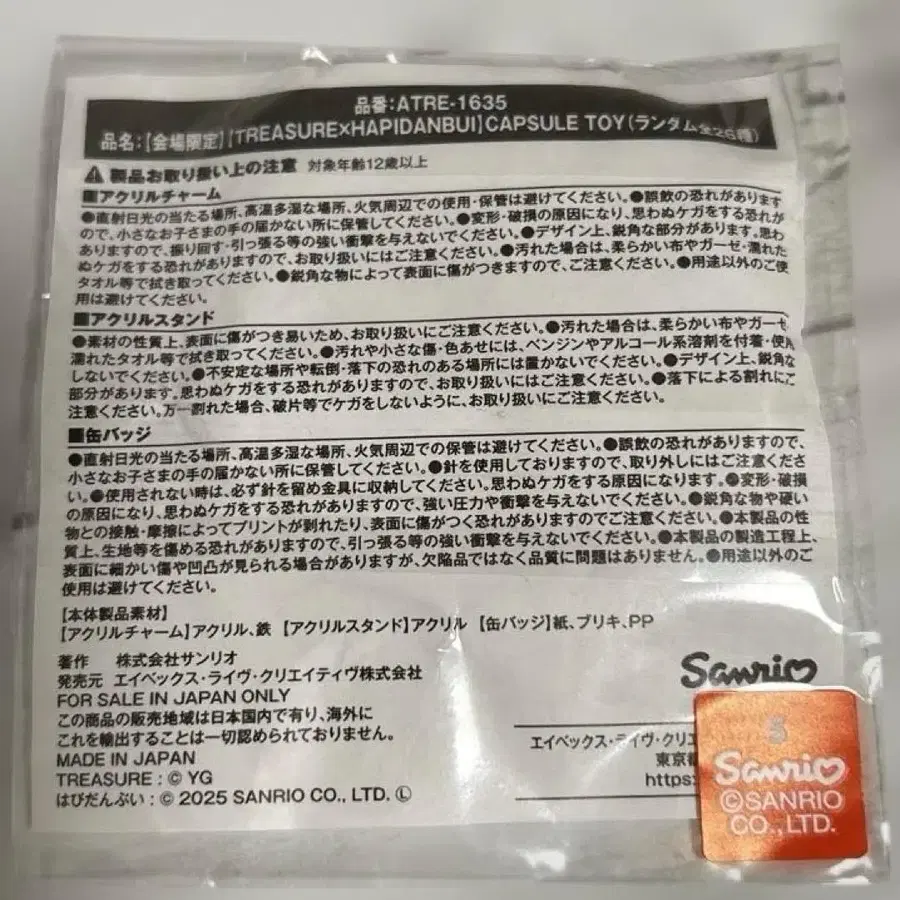 品番:ATRE-1635
品名:【会場限定】【TREASURE×HAPIDANBUI】CAPSULE TOY(ランダム全26種)
製品お取り扱い上の注意 対象年齢12歳以上
■アクリルチャーム
●直射日光の当たる場所、高温多湿な場所、火気周辺での使用・保管は避けてください。●誤飲の恐れがあります
ので、小さなお子さまの手の届かない所に保管してください。●変形・破損の原因になり、思わぬケガをする恐れが
ありますので、振り回す・引っ張る等の強い衝撃を与えないでください。●デザイン上、鋭角な部分があります。思わ
ぬケガをする恐れがありますので、お取り扱いにはご注意ください。●汚れた場合は、柔らかい布やガーゼ・濡れた
タオル等で拭き取ってください。●鋭角な物によって表面に傷がつきますので、ご注意ください。●用途以外のご使
用は避けてください。
■アクリルスタンド
●素材の性質上、表面に傷がつき易いため、お取り扱いにご注意ください。●汚れた場合は、柔らかい布やガーゼ
濡れたタオル等で拭き取ってください。●汚れや小さな傷・色あせには、ベンジンやアルコール系溶剤を付着・使用
しないでください。●不安定な場所や転倒・落下の恐れのある場所には置かないでください。●デザイン上、鋭角な
部分があります。思わぬケガをする恐れがありますので、お取り扱いにはご注意ください。●落下による割れにご
注意ください。万一割れた場合、破片等でケガをしないように、お取り扱いにご注意ください。
■缶バッジ
●直射日光の当たる場所、高温多湿な場所、火気周辺での保管は避けてください。●誤飲の恐れがありますので、
小さなお子さまの手の届かない所に保管してください。●針を使用しておりますので、取り外しにはご注意くださ
い。●使用されない時は、必ず針を留め金具に収納してください。思わぬケガをする原因になります。●変形・破損
の原因になり、思わぬケガをする恐れがありますので、強い圧力や衝撃を与えないでください。●鋭角な物や硬い
物との接触・摩擦によってプリントが剥れたり、表面に傷がつく恐れがありますのでご注意ください。●本製品の性
質上、生地等を傷める恐れがありますので、引っ張る等の強い衝撃を与えないでください。●本製品の製造工程上、
表面に細かい傷や凹凸が見られる場合がありますが、欠陥品ではなく品質に問題はありません。●用途以外のご
使用は避けてください。
【本体製品素材】
【アクリルチャーム】アクリル、鉄 【アクリルスタンド】アクリル 【缶バッジ】紙、ブリキ、PP
著作 株式会社サンリオ
発売元 エイベックス・ライヴ・クリエイティヴ株式会社
FOR SALE IN JAPAN ONLY
この商品の販売地域は日本国内で有り、海外に
これを輸出することは一切認められておりません。
MADE IN JAPAN
TREASURE : © YG
はぴだんぶい : © 2025 SANRIO CO., LTD. Ⓛ
Sanrio
エイベックス・ライヴ・クリエ
東京都
https:
S
Sanrio
©SANRIO
CO.,LTD.